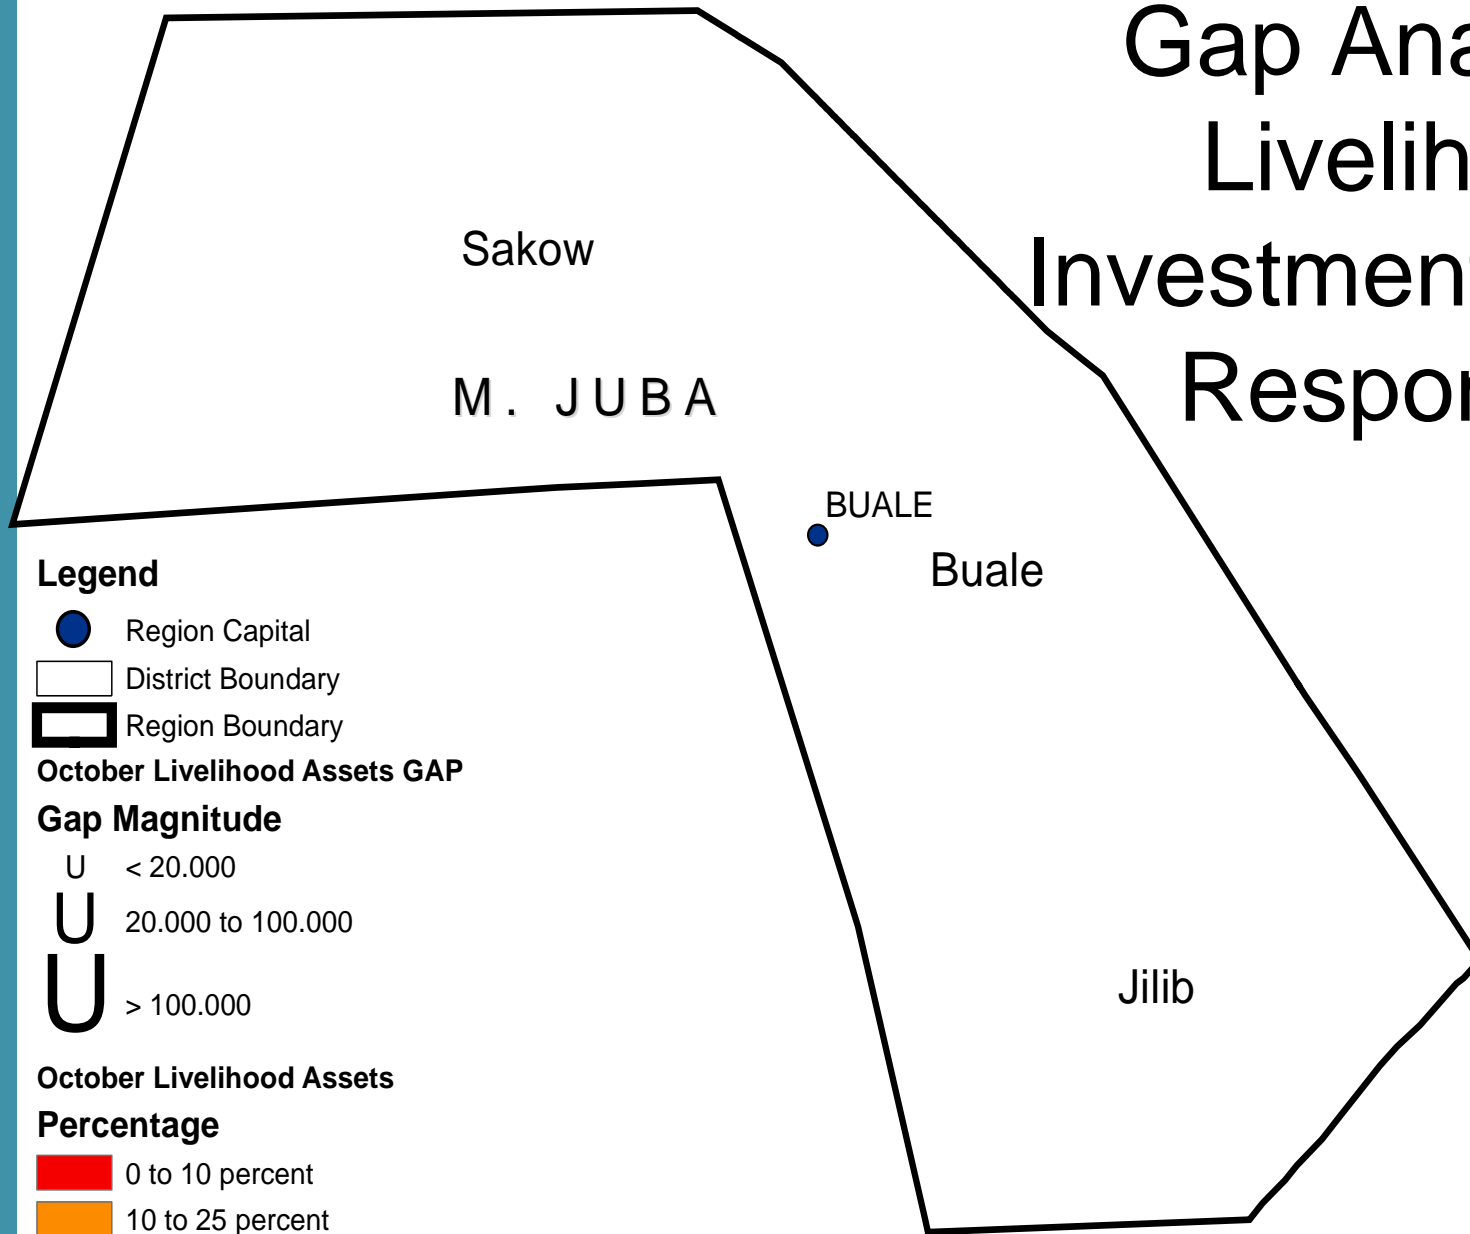 Gap Ana
Livelih
Investment
Respon
Sakow
M. JUBA
BUALE
Buale
Jilib
Legend
Region Capital
District Boundary
Region Boundary
October Livelihood Assets GAP
Gap Magnitude
U < 20.000
U 20.000 to 100.000
U > 100.000
October Livelihood Assets
Percentage
0 to 10 percent
10 to 25 percent